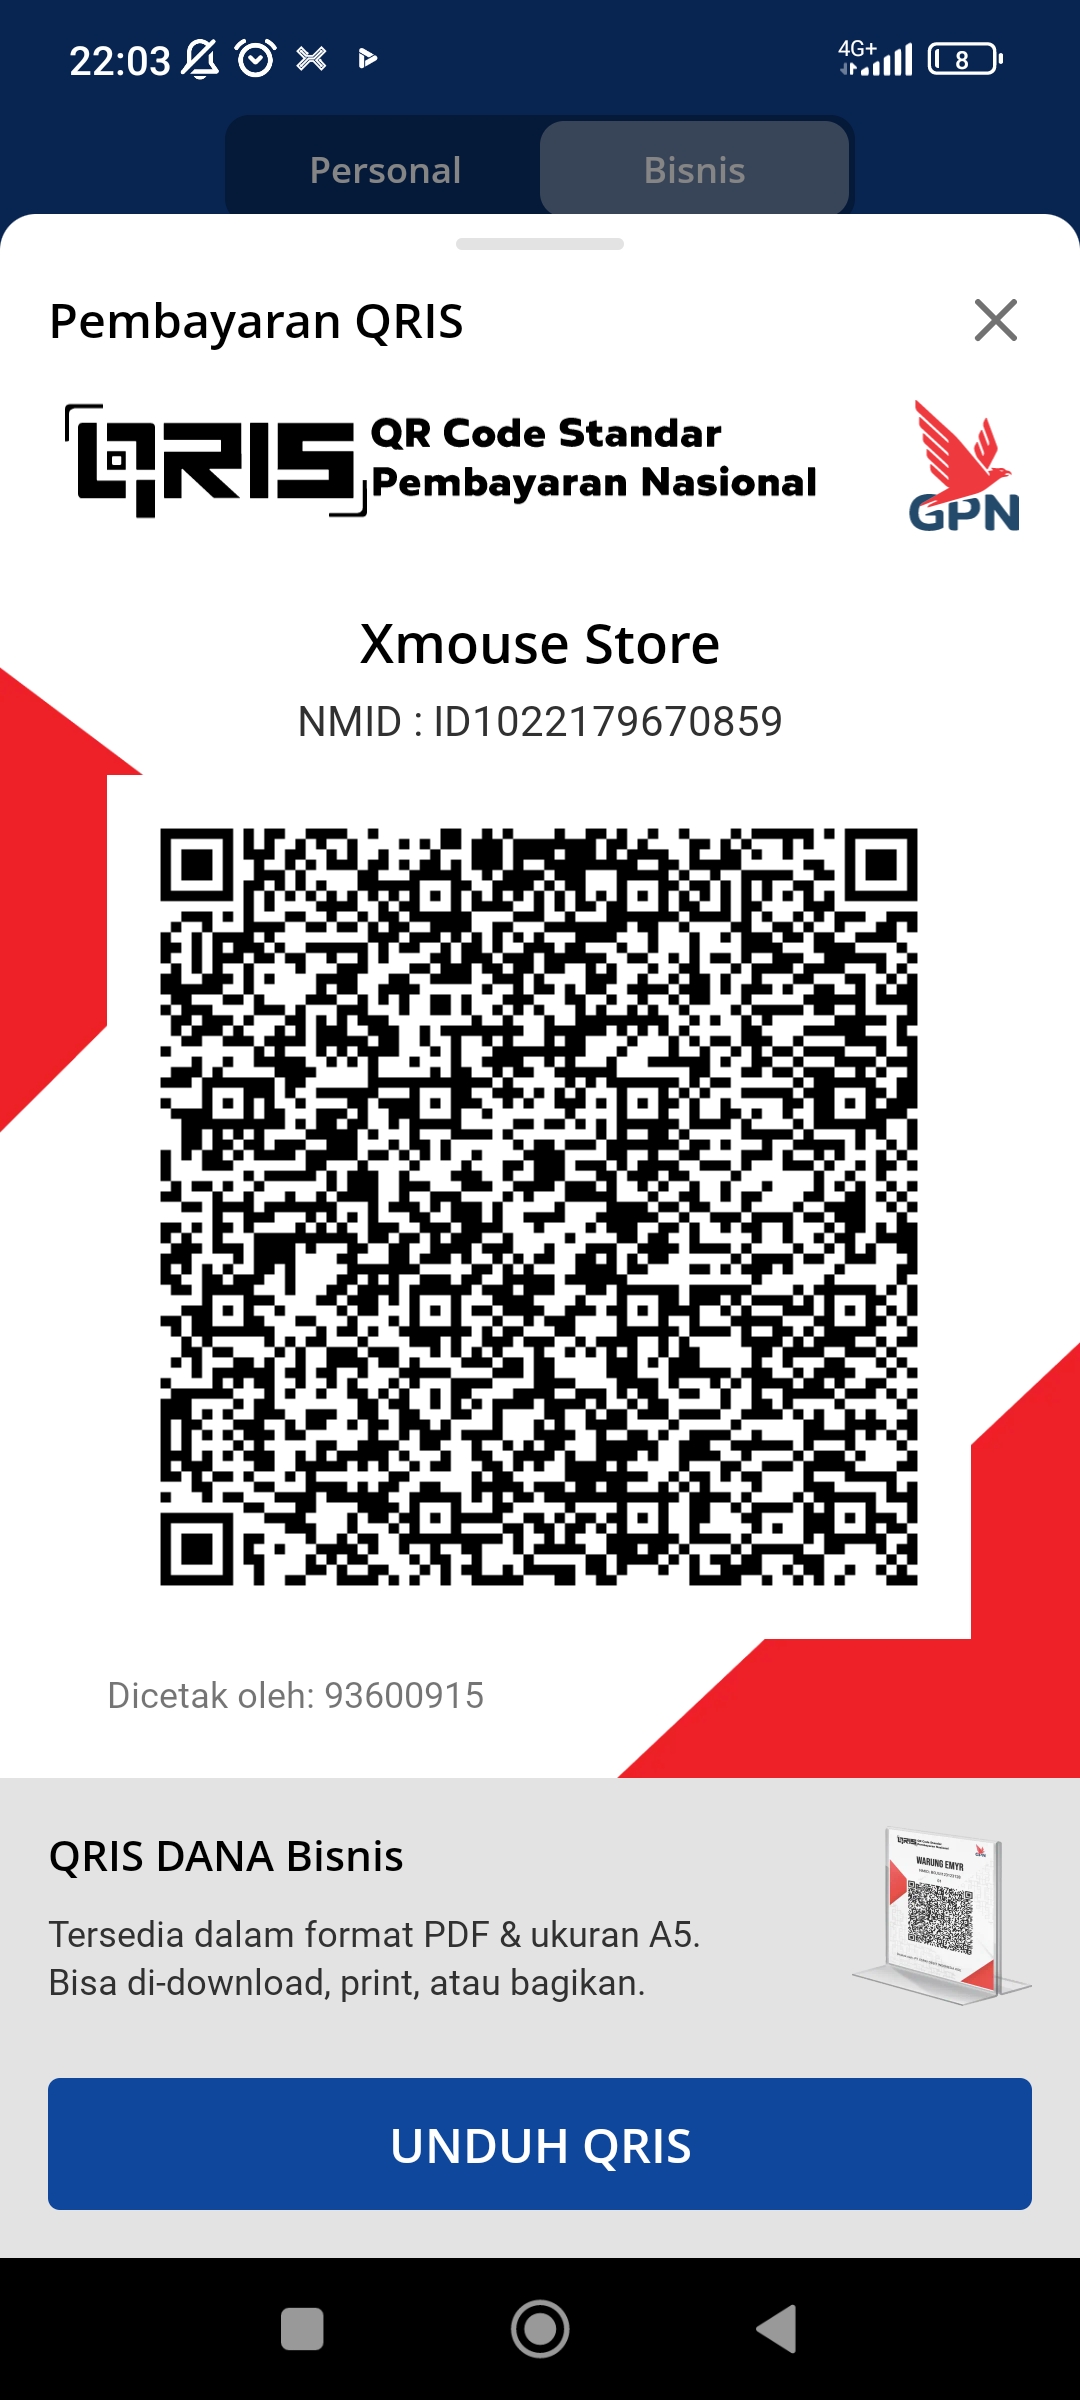 22:03
4G+
8
Personal
Bisnis
Pembayaran QRIS
QRIS
QR Code Standar
Pembayaran Nasional
GPN
Xmouse Store
NMID : ID1022179670859
Dicetak oleh: 93600915
QRIS DANA Bisnis
Tersedia dalam format PDF & ukuran A5.
Bisa di-download, print, atau bagikan.
WARUNG EMYR
UNDUH QRIS